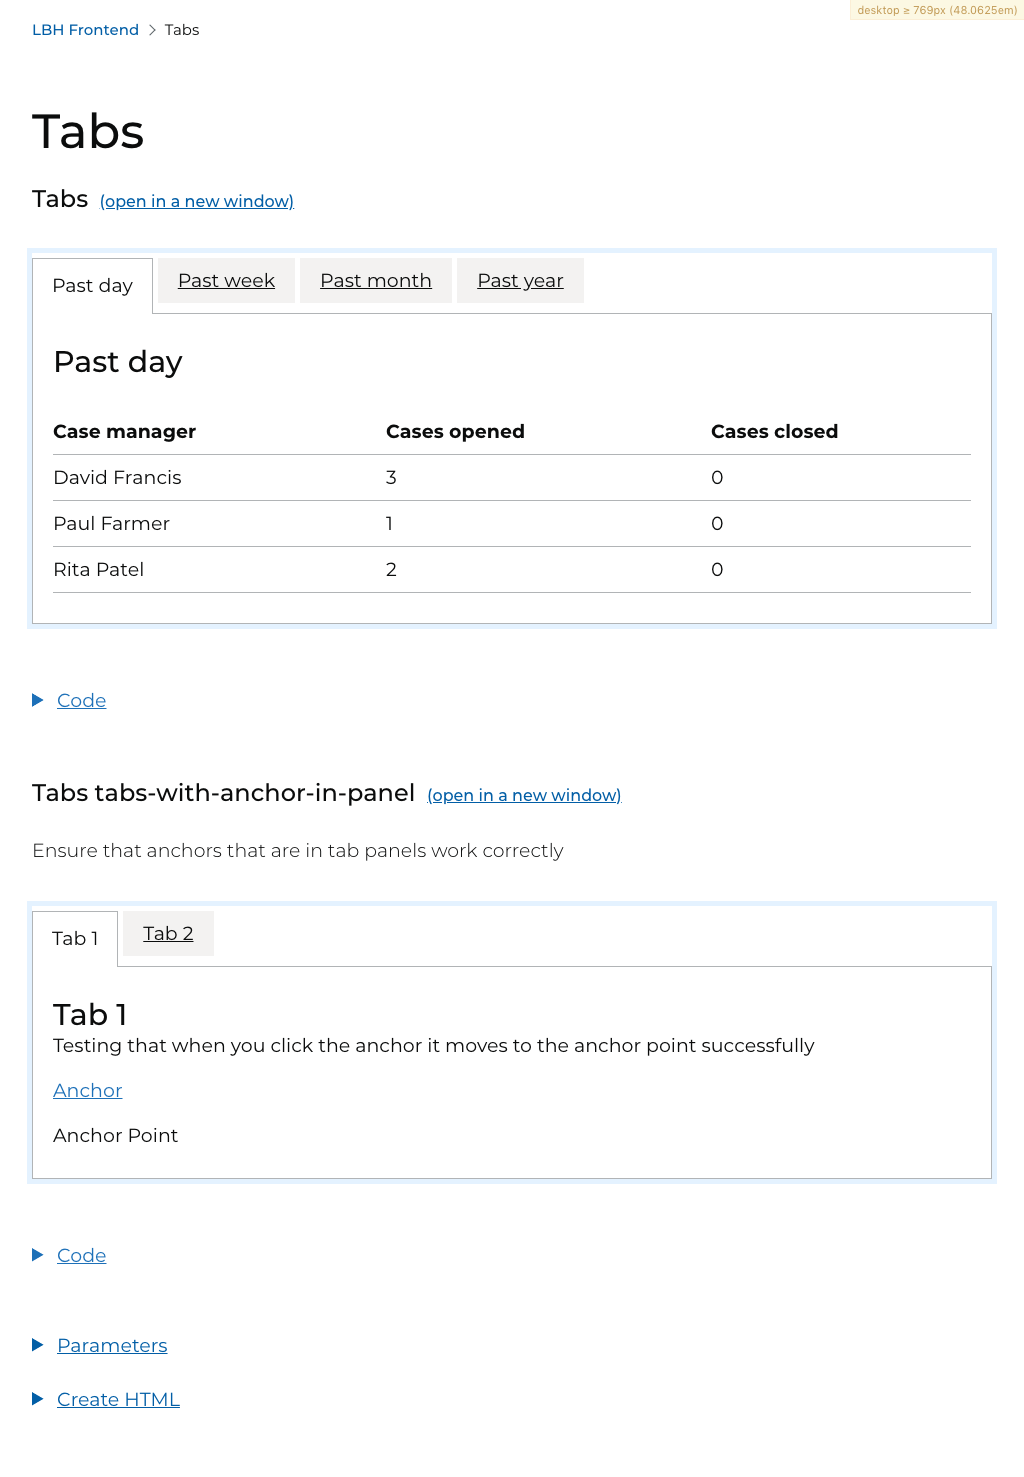 desktop ≥ 769px (48.0625em)
LBH Frontend Tabs
Tabs
Tabs (open in a new window)
Past day Past week Past month Past year
Past day
Case manager Cases opened Cases closed
David Francis 3 0
Paul Farmer 1 0
Rita Patel 2 0
Code
Tabs tabs-with-anchor-in-panel (open in a new window)
Ensure that anchors that are in tab panels work correctly
Tab 1 Tab 2
Tab 1
Testing that when you click the anchor it moves to the anchor point successfully
Anchor
Anchor Point
Code
Parameters
Create HTML